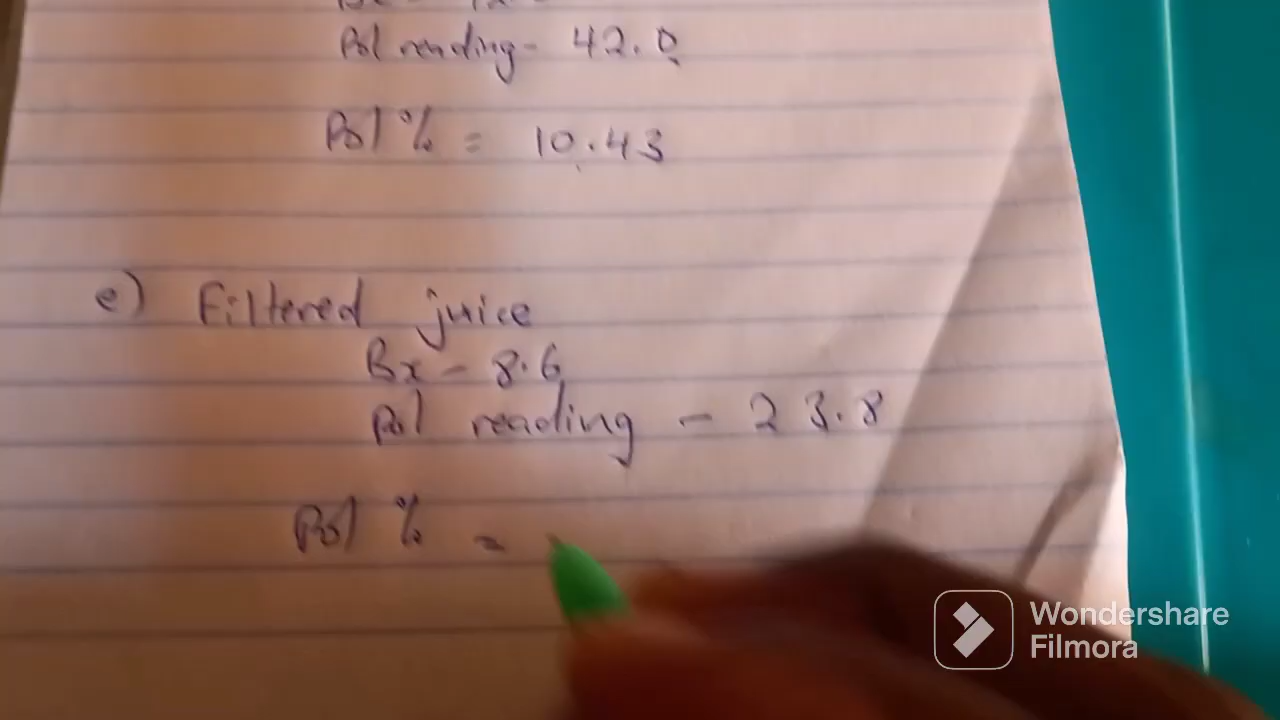 Pol reading - 42.0
Pol % = 10.43
e) Filtered juice
Bx - 8.6
Pol reading - 23.8
Pol % =
Wondershare
Filmora